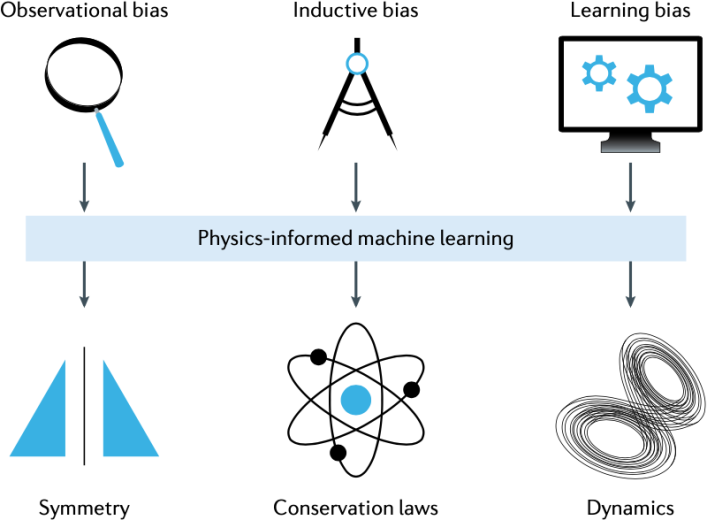 Observational bias
Inductive bias
Learning bias
Physics-informed machine learning
Symmetry
Conservation laws
Dynamics